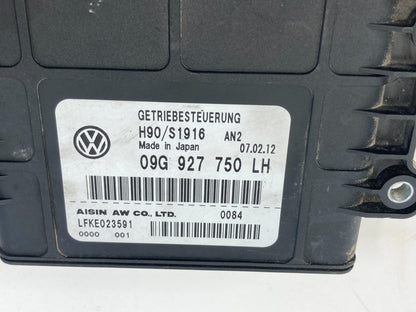 GETRIEBESTEUERUNG
H90/S1916 AN2
Made in Japan 07.02.12
09G 927 750 LH
AISIN AW CO., LTD. 0084
LFKE023591
0000 001